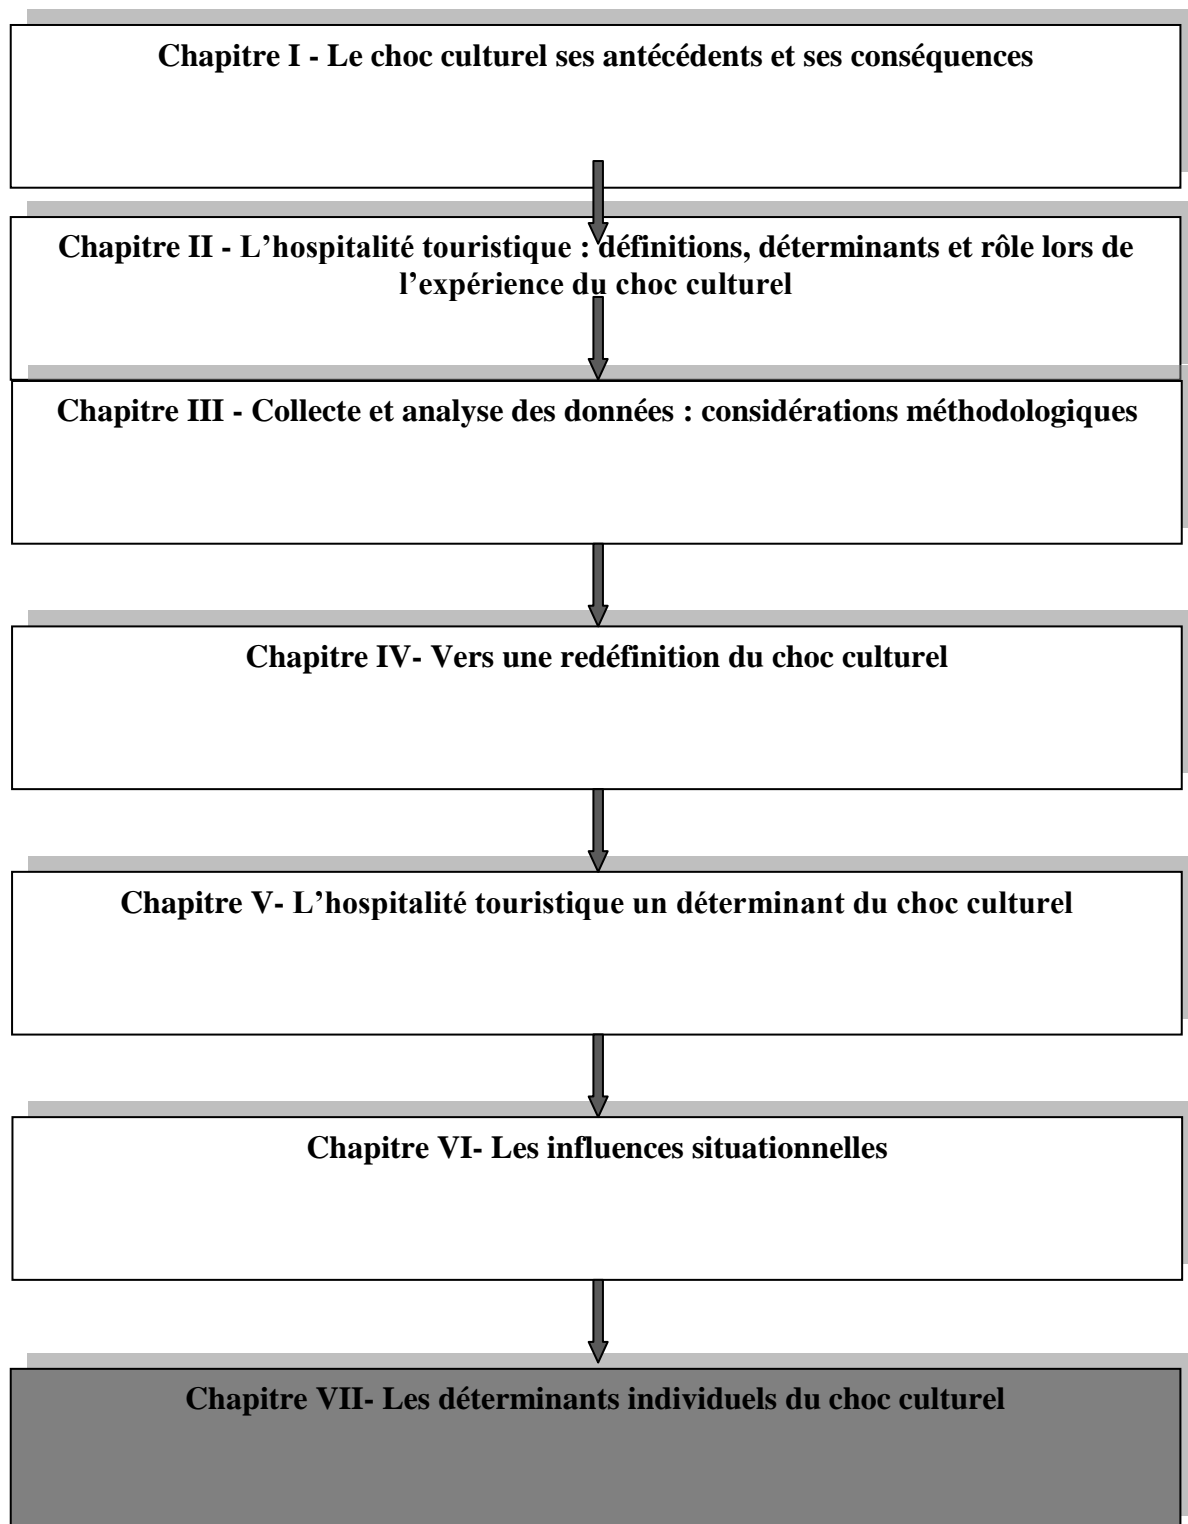 Chapitre I - Le choc culturel ses antécédents et ses conséquences
Chapitre II - L’hospitalité touristique : définitions, déterminants et rôle lors de
l’expérience du choc culturel
Chapitre III - Collecte et analyse des données : considérations méthodologiques
Chapitre IV- Vers une redéfinition du choc culturel
Chapitre V- L’hospitalité touristique un déterminant du choc culturel
Chapitre VI- Les influences situationnelles
Chapitre VII- Les déterminants individuels du choc culturel